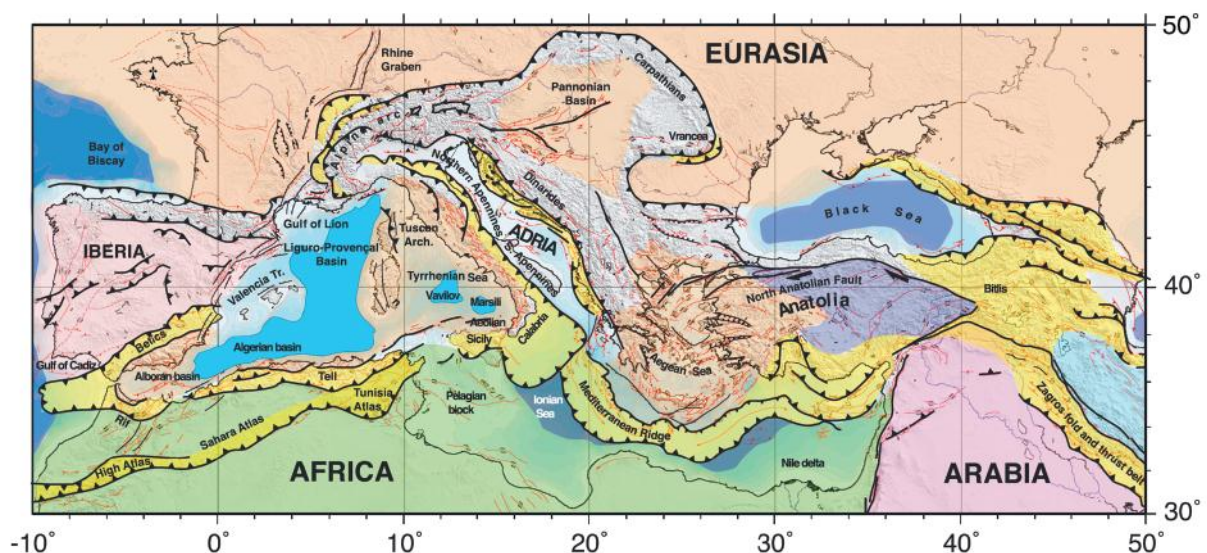 50°
EURASIA
Rhine
Graben
Carpathians
Pannonian
Basin
Alpine arc
Vrancea
Bay of
Biscay
Northern Apennines
Dinarides
Black Sea
Gulf of Lion
Tuscan
Arch.
ADRIA
S. Apennines
IBERIA
Liguro-Provençal
Basin
Valencia Tr.
Tyrrhenian Sea
Vavilov
Marsili
North Anatolian Fault
Anatolia
Bitlis
40°
Aeolian
Betics
Algerian basin
Sicily
Calabria
Aegean Sea
Gulf of Cadiz
Alboran basin
Tell
Tunisia
Atlas
Pelagian
block
Ionian
Sea
Mediterranean Ridge
Rif
Sahara Atlas
High Atlas
AFRICA
Nile delta
ARABIA
Zagros fold and thrust belt
30°
-10°
0°
10°
20°
30°
40°
50°